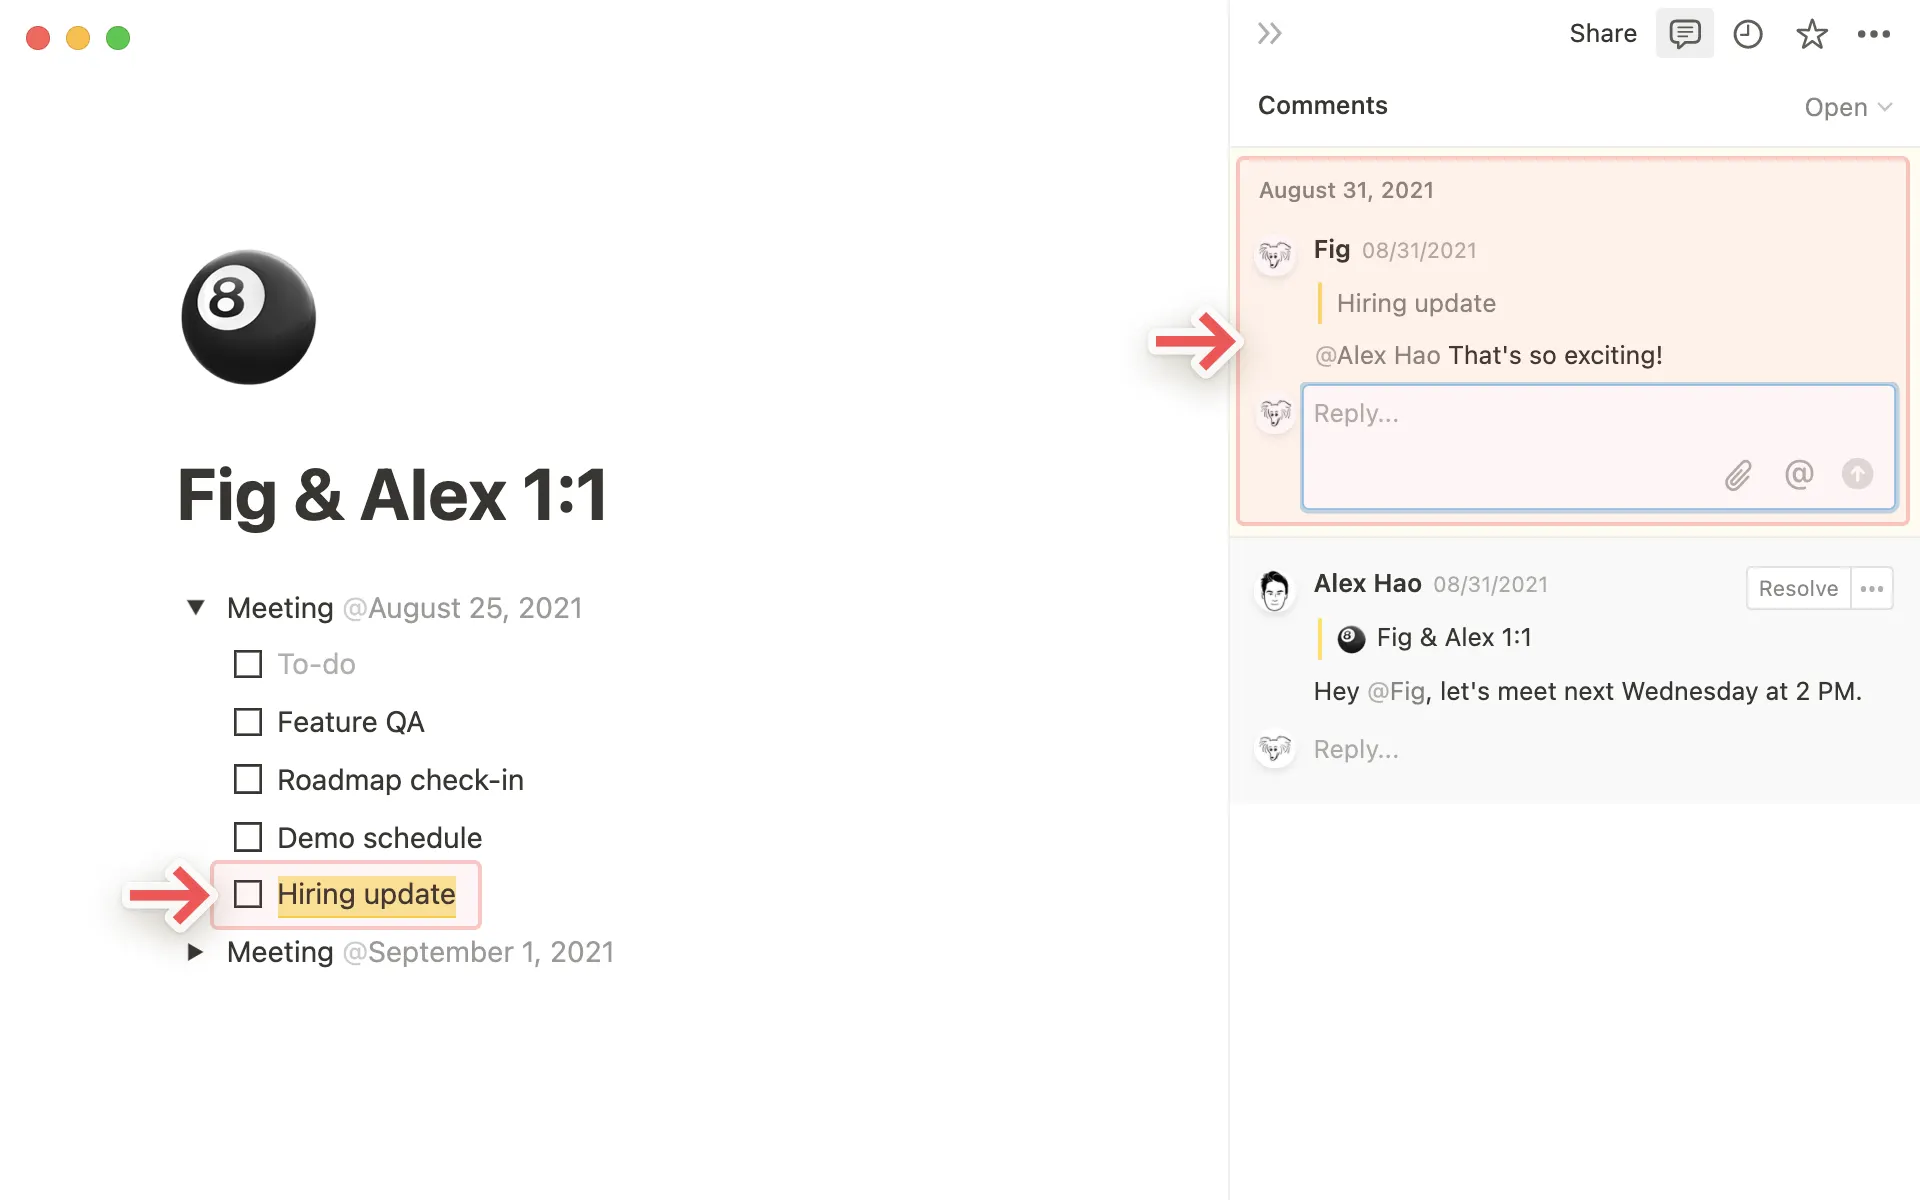 8
Fig & Alex 1:1
Meeting @August 25, 2021
To-do
Feature QA
Roadmap check-in
Demo schedule
Hiring update
Meeting @September 1, 2021
Share
Comments
Open
August 31, 2021
Fig 08/31/2021
Hiring update
@Alex Hao That's so exciting!
Reply...
@
Alex Hao 08/31/2021
Resolve
8 Fig & Alex 1:1
Hey @Fig, let's meet next Wednesday at 2 PM.
Reply...